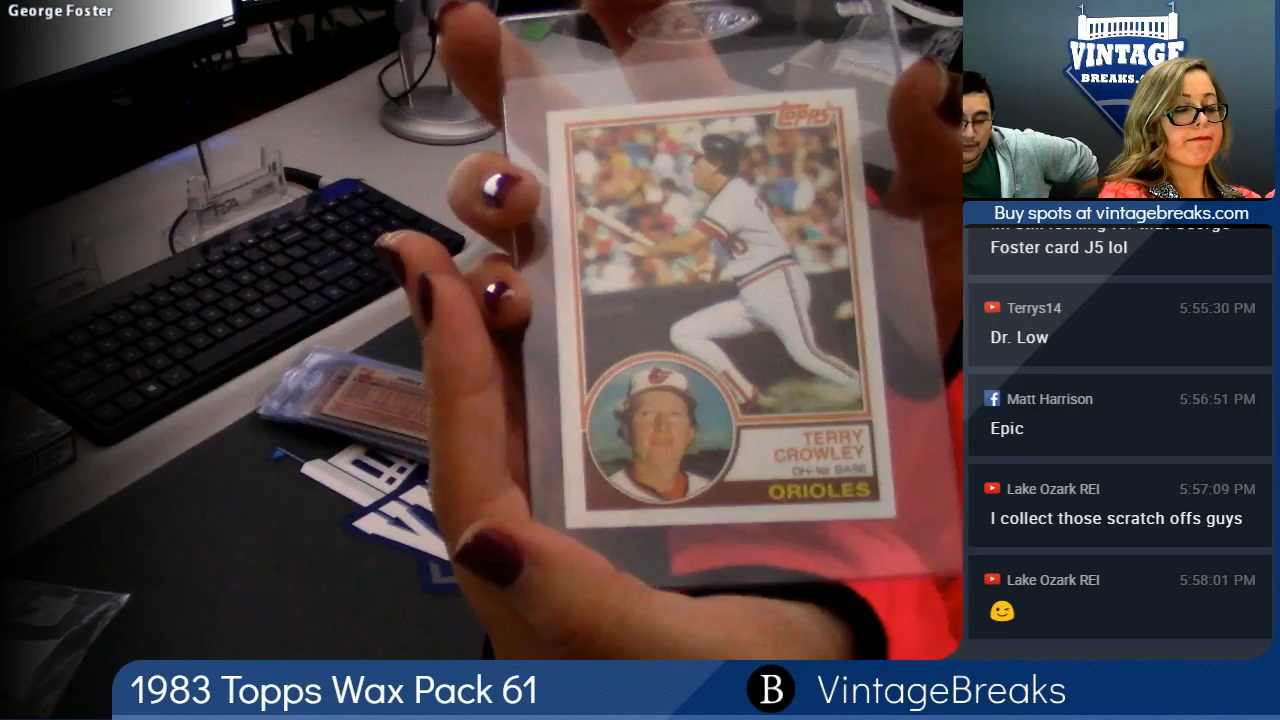 George Foster
Topps
TERRY
CROWLEY
DH-1st BASE
ORIOLES
VINTAGE
BREAKS.C
Buy spots at vintagebreaks.com
Foster card J5 lol
Terrys14 5:55:30 PM
Dr. Low
Matt Harrison 5:56:51 PM
Epic
Lake Ozark REI 5:57:09 PM
I collect those scratch offs guys
Lake Ozark REI 5:58:01 PM
😉
1983 Topps Wax Pack 61
B VintageBreaks